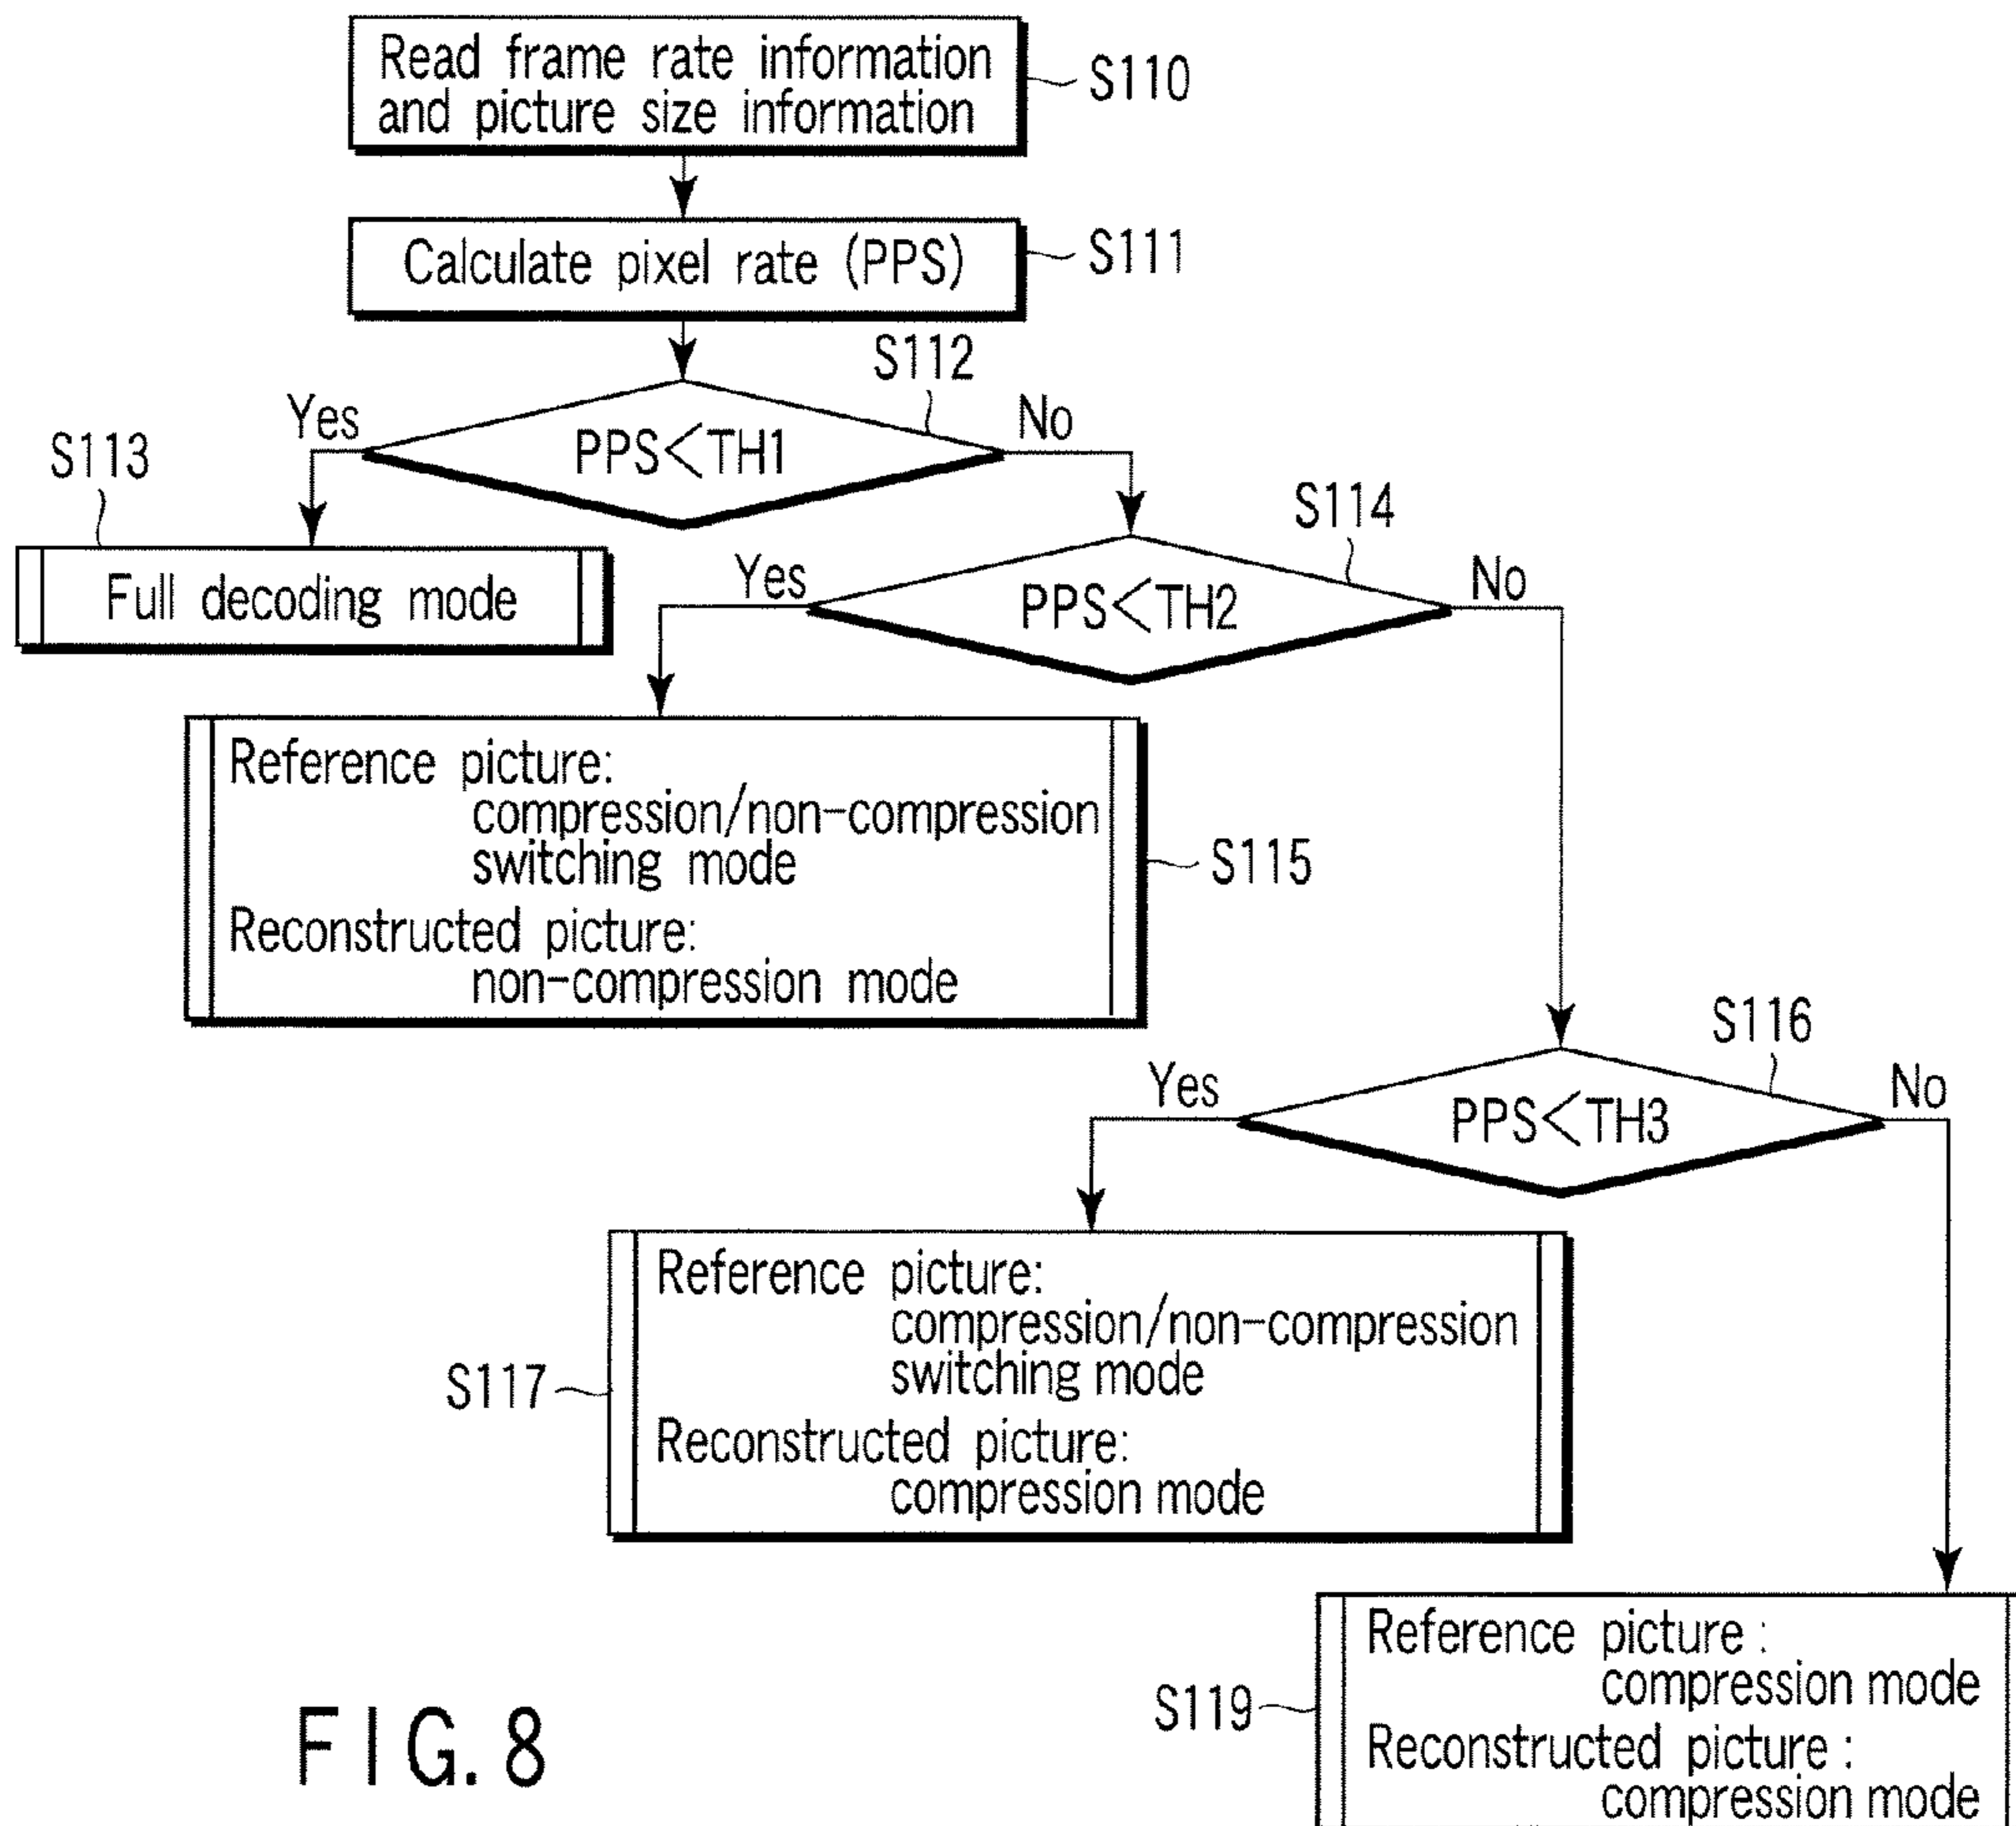 Read frame rate information
and picture size information
S110
Calculate pixel rate (PPS)
S111
S112
Yes
PPS<TH1
No
S113
Full decoding mode
S114
Yes
PPS<TH2
No
Reference picture:
compression/non-compression
switching mode
Reconstructed picture:
non-compression mode
S115
S116
Yes
PPS<TH3
No
Reference picture:
compression/non-compression
switching mode
Reconstructed picture:
compression mode
S117
Reference picture :
compression mode
Reconstructed picture :
compression mode
S119
FIG. 8